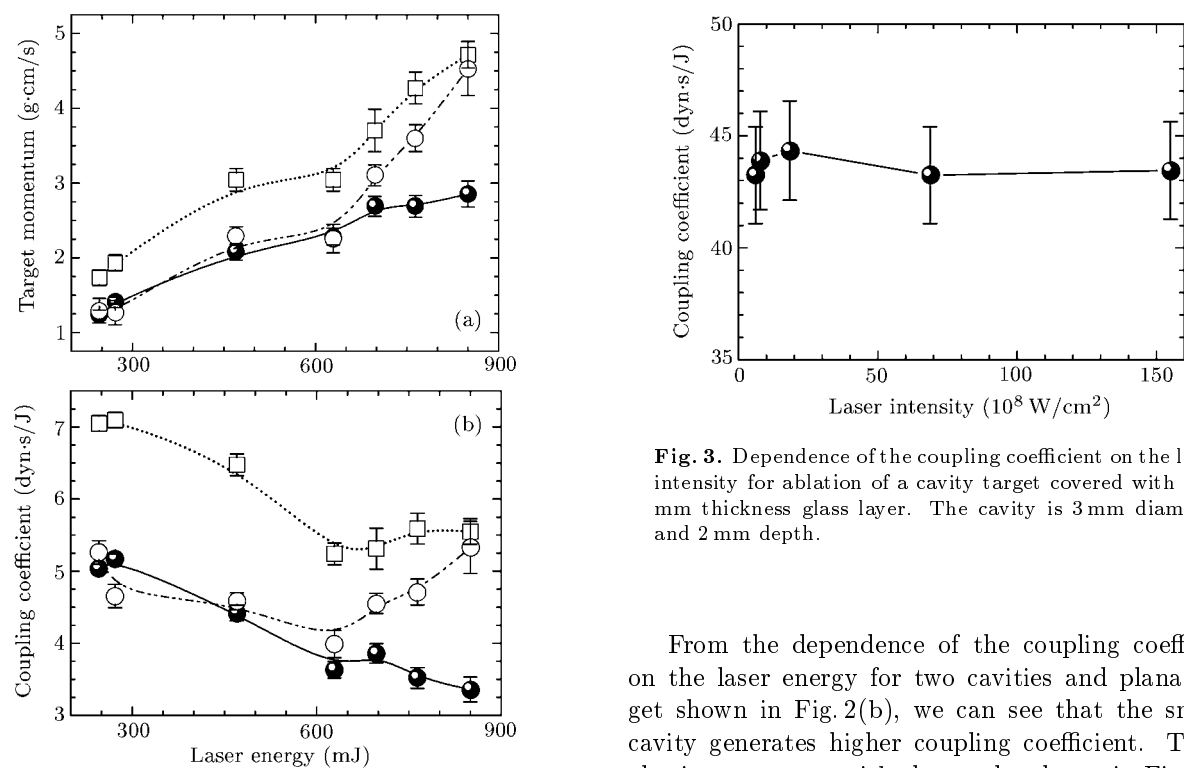 Target momentum (g·cm/s)
5
4
3
2
1
(a)
300
600
900
Coupling coefficient (dyn·s/J)
7
6
5
4
3
(b)
300
600
900
Laser energy (mJ)
Coupling coefficient (dyn·s/J)
50
45
40
35
0
50
100
150
Laser intensity (10⁸ W/cm²)
Fig. 3. Dependence of the coupling coefficient on the l
intensity for ablation of a cavity target covered with
mm thickness glass layer. The cavity is 3 mm diam
and 2 mm depth.
From the dependence of the coupling coeff
on the laser energy for two cavities and plana
get shown in Fig. 2(b), we can see that the sm
cavity generates higher coupling coefficient. T